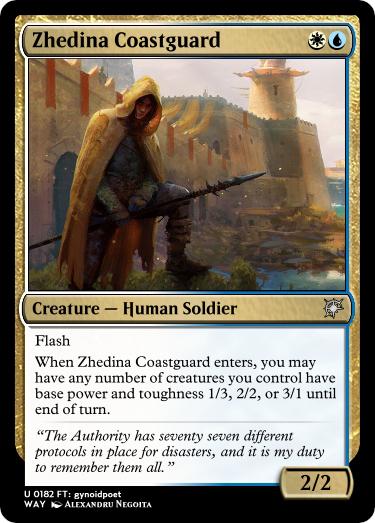 Zhedina Coastguard
Creature — Human Soldier
Flash
When Zhedina Coastguard enters, you may
have any number of creatures you control have
base power and toughness 1/3, 2/2, or 3/1 until
end of turn.
“The Authority has seventy seven different
protocols in place for disasters, and it is my duty
to remember them all.”
2/2
U 0182 FT: gynoidpoet
WAY Alexandru Negoita